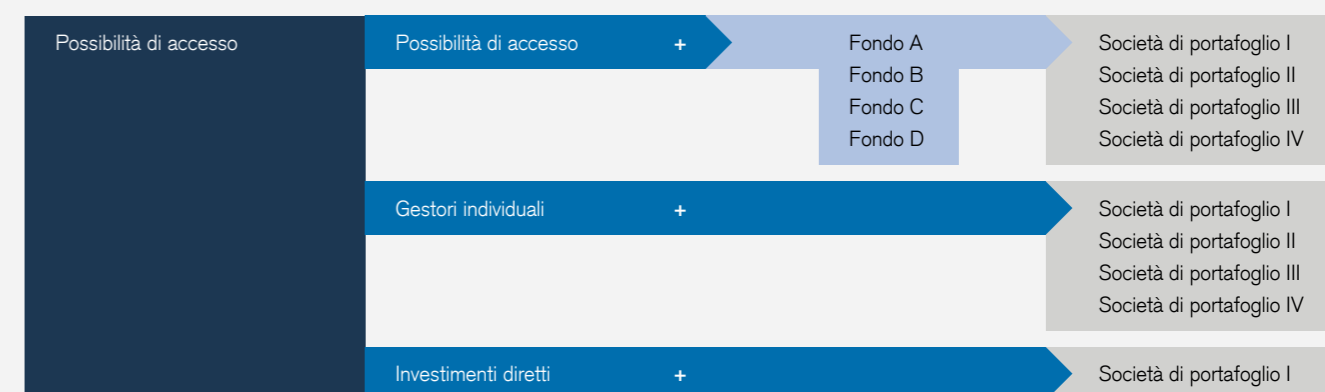 Possibilità di accesso
Possibilità di accesso +
Fondo A
Fondo B
Fondo C
Fondo D
Società di portafoglio I
Società di portafoglio II
Società di portafoglio III
Società di portafoglio IV
Gestori individuali +
Società di portafoglio I
Società di portafoglio II
Società di portafoglio III
Società di portafoglio IV
Investimenti diretti +
Società di portafoglio I